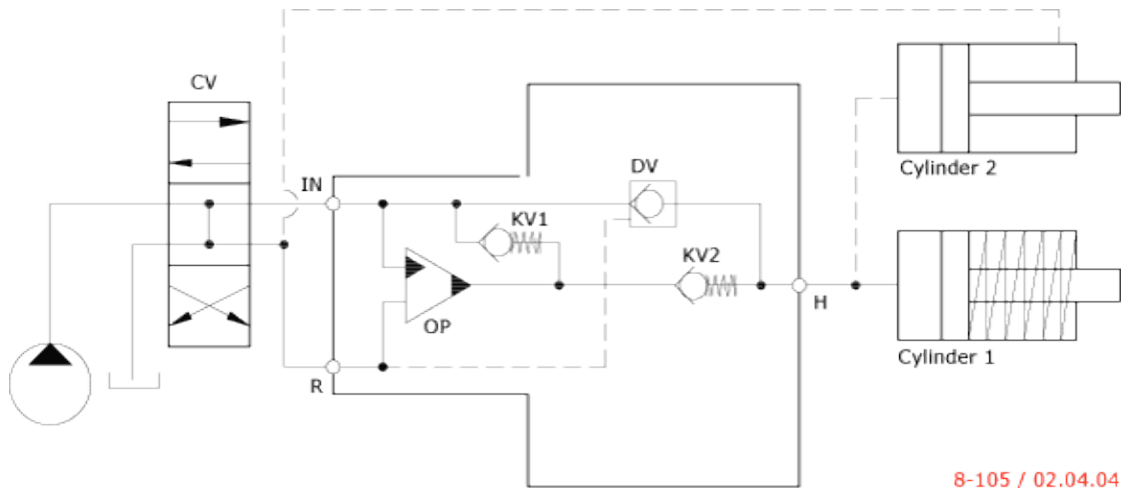 CV
Cylinder 2
IN
DV
KV1
KV2
OP
H
R
Cylinder 1
8-105 / 02.04.04